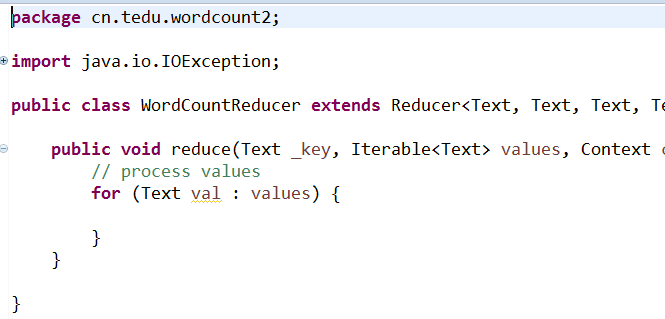 package cn.tedu.wordcount2;
import java.io.IOException;
public class WordCountReducer extends Reducer<Text, Text, Text, Te
public void reduce(Text _key, Iterable<Text> values, Context c
// process values
for (Text val : values) {
}
}
}